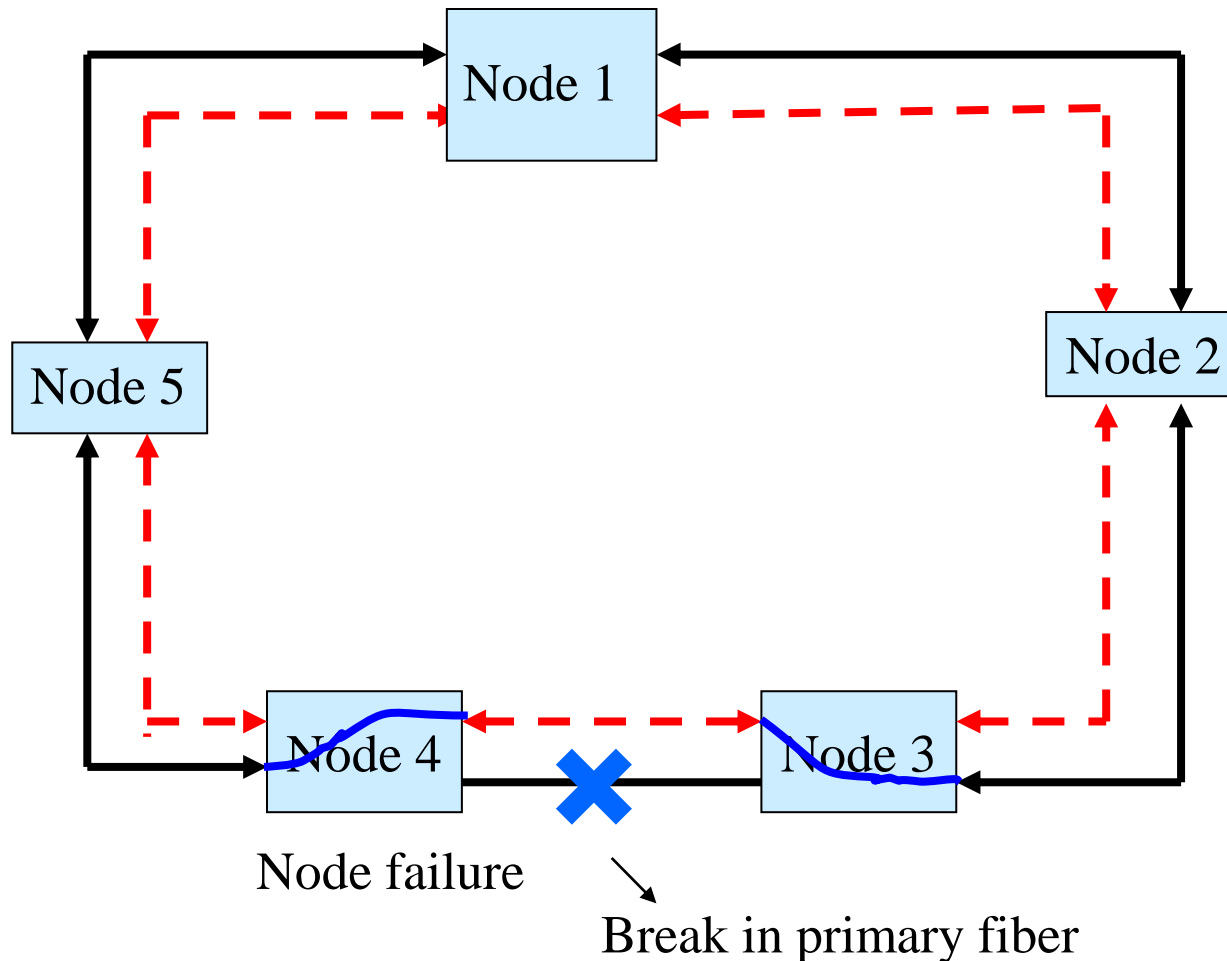 Node 1
Node 2
Node 5
Node 4
Node 3
Node failure
Break in primary fiber